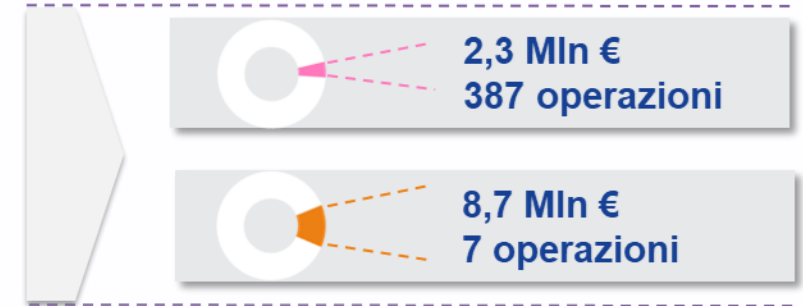 2,3 Mln €
387 operazioni
8,7 Mln €
7 operazioni